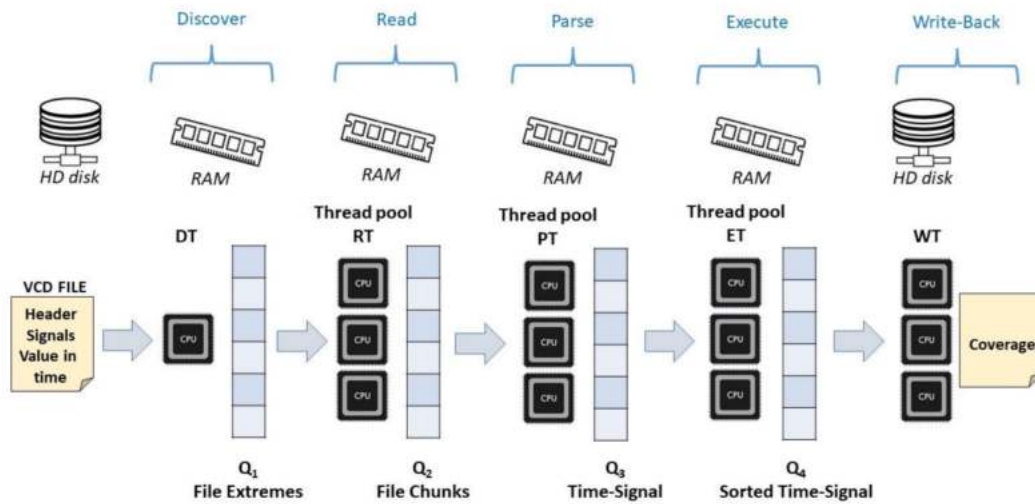 Discover
Read
Parse
Execute
Write-Back
HD disk
RAM
RAM
RAM
RAM
HD disk
Thread pool
Thread pool
Thread pool
DT
RT
PT
ET
WT
VCD FILE
Header
Signals
Value in
time
CPU
CPU
CPU
CPU
CPU
CPU
CPU
CPU
CPU
CPU
CPU
CPU
CPU
Coverage
Q1
File Extremes
Q2
File Chunks
Q3
Time-Signal
Q4
Sorted Time-Signal